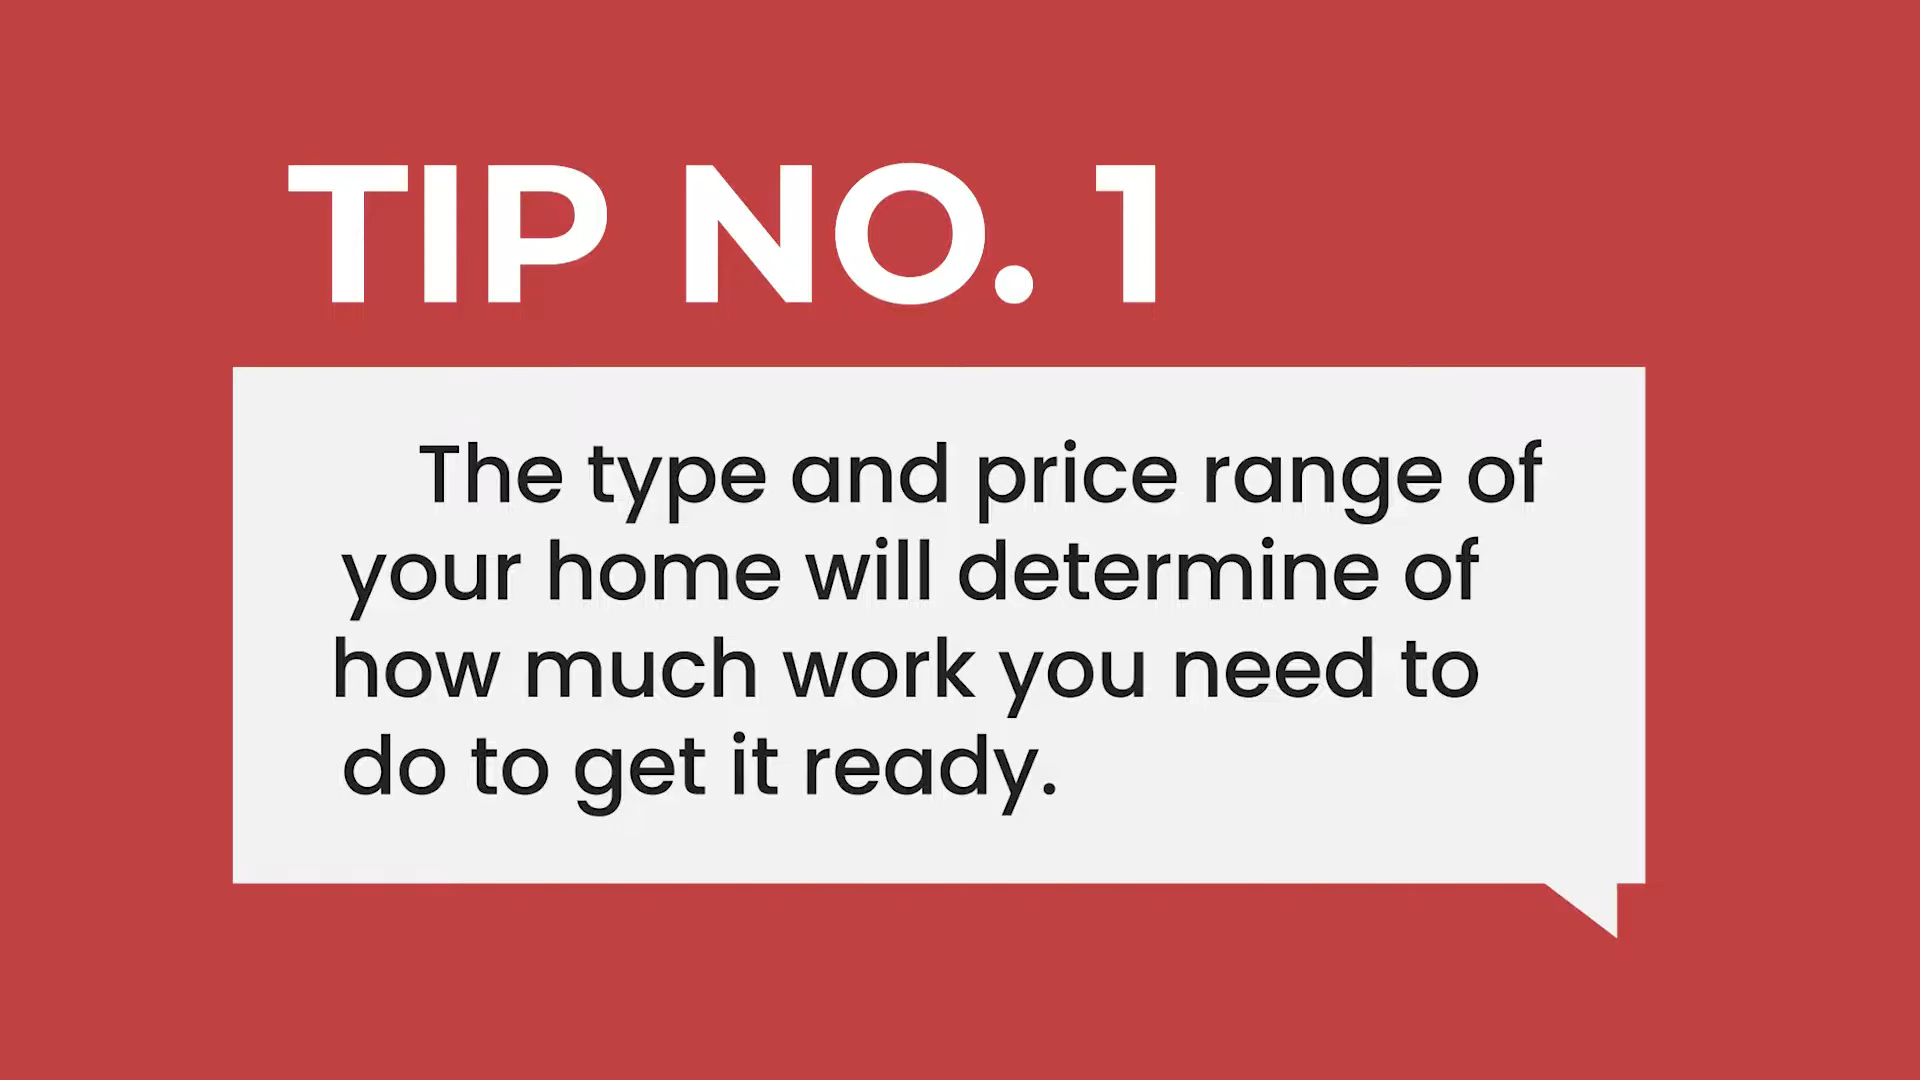 TIP NO. 1
The type and price range of
your home will determine of
how much work you need to
do to get it ready.